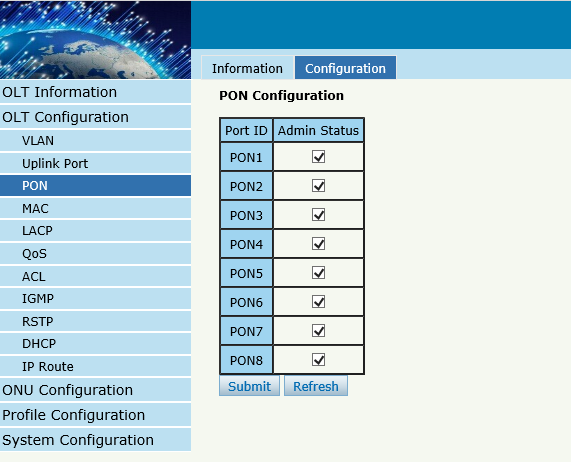 Information Configuration
OLT Information
OLT Configuration
VLAN
Uplink Port
PON
MAC
LACP
QoS
ACL
IGMP
RSTP
DHCP
IP Route
ONU Configuration
Profile Configuration
System Configuration
PON Configuration
Port ID Admin Status
PON1
PON2
PON3
PON4
PON5
PON6
PON7
PON8
Submit Refresh